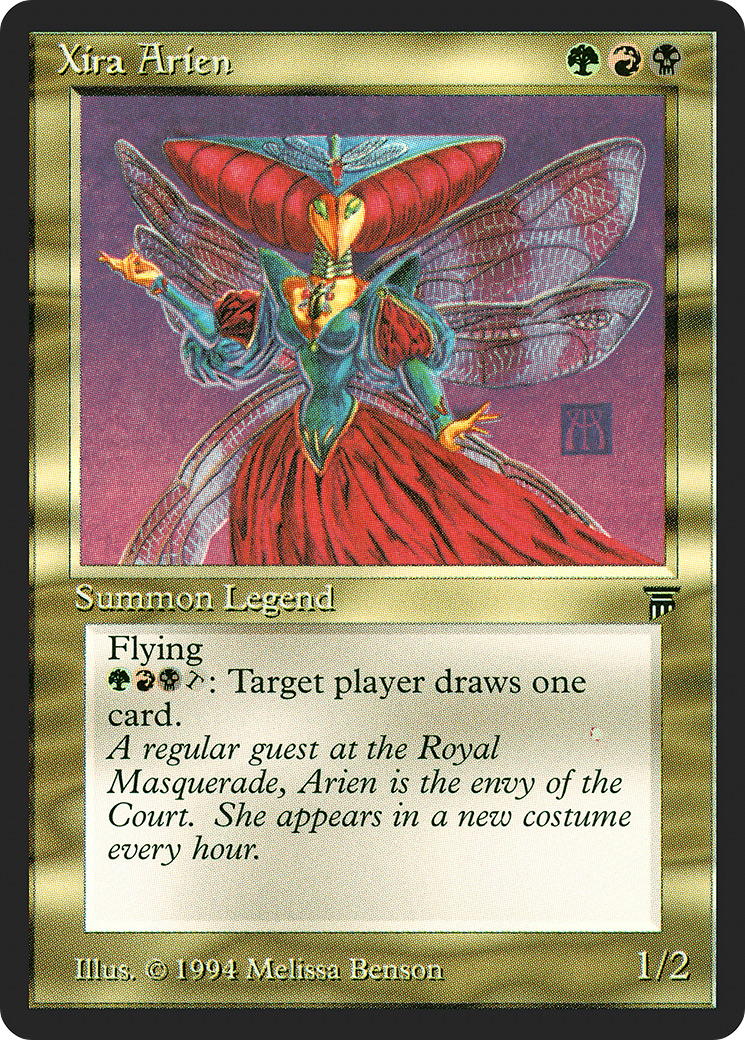 Xira Arien
Summon Legend
Flying
: Target player draws one
card.
A regular guest at the Royal
Masquerade, Arien is the envy of the
Court. She appears in a new costume
every hour.
Illus. © 1994 Melissa Benson
1/2